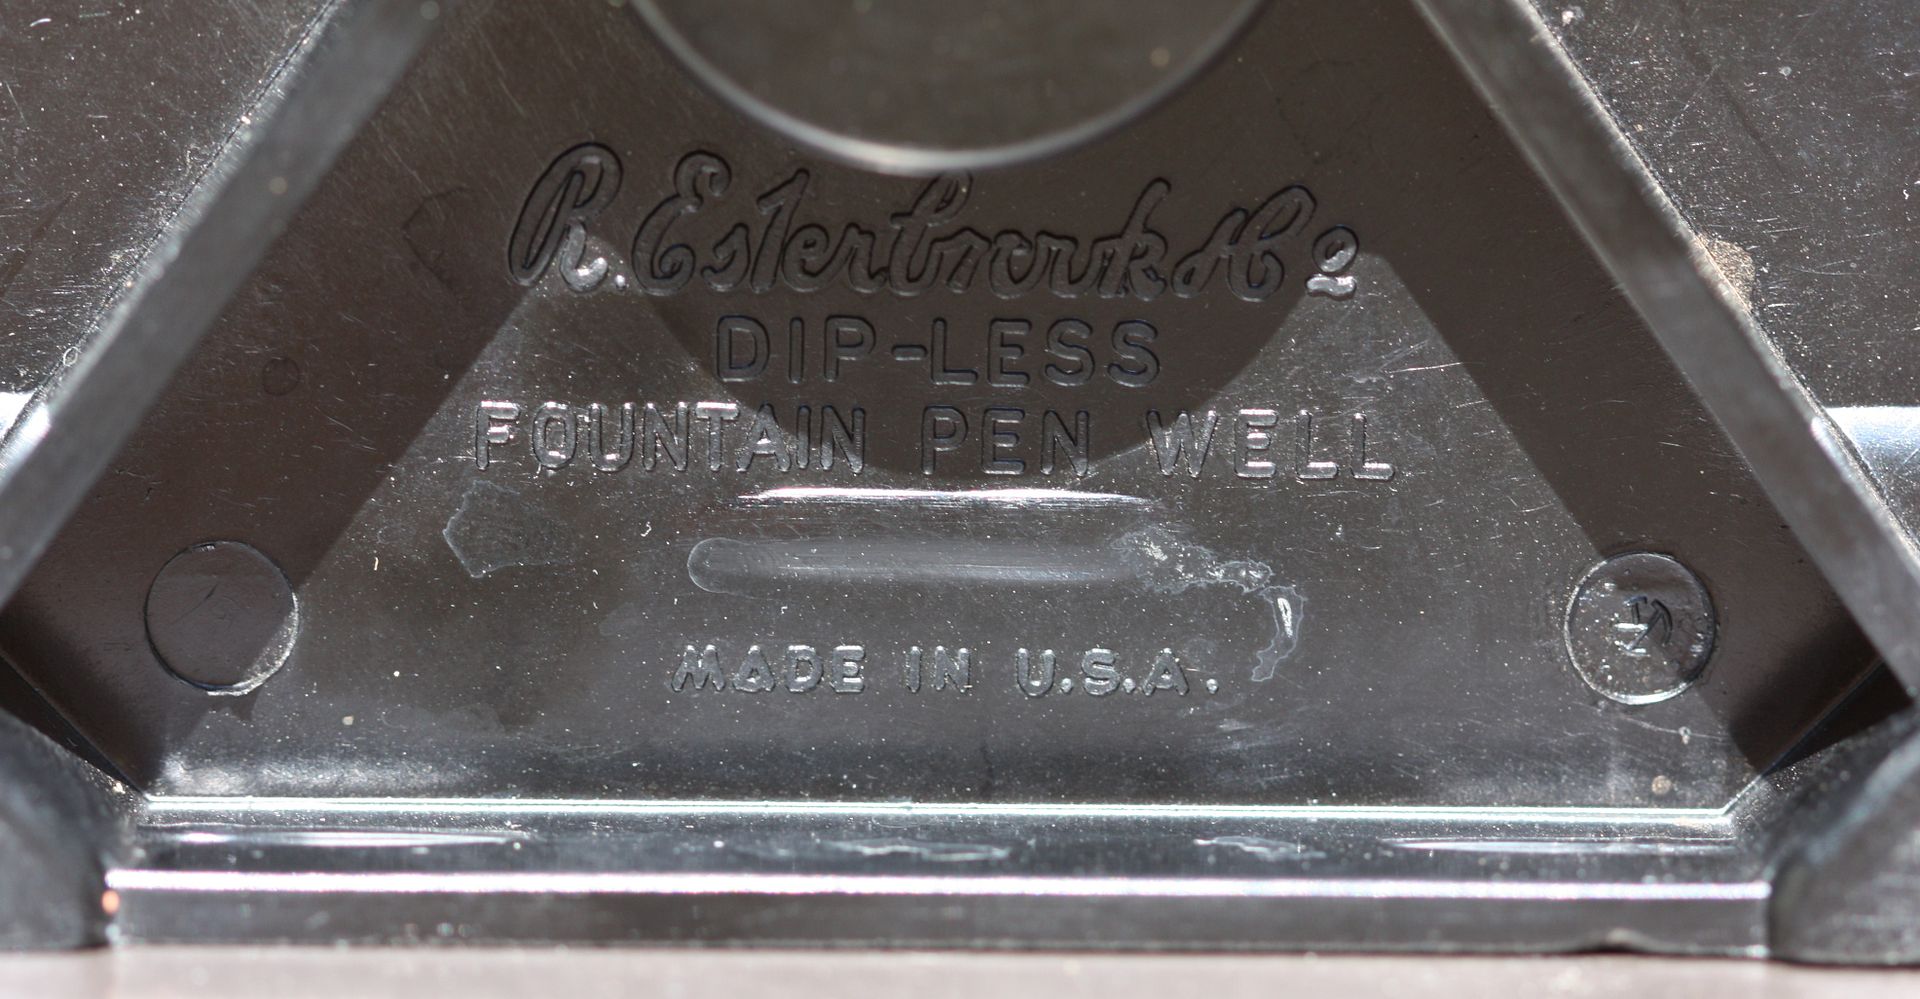 R. Esterbrook & Co
DIP-LESS
FOUNTAIN PEN WELL
MADE IN U.S.A.